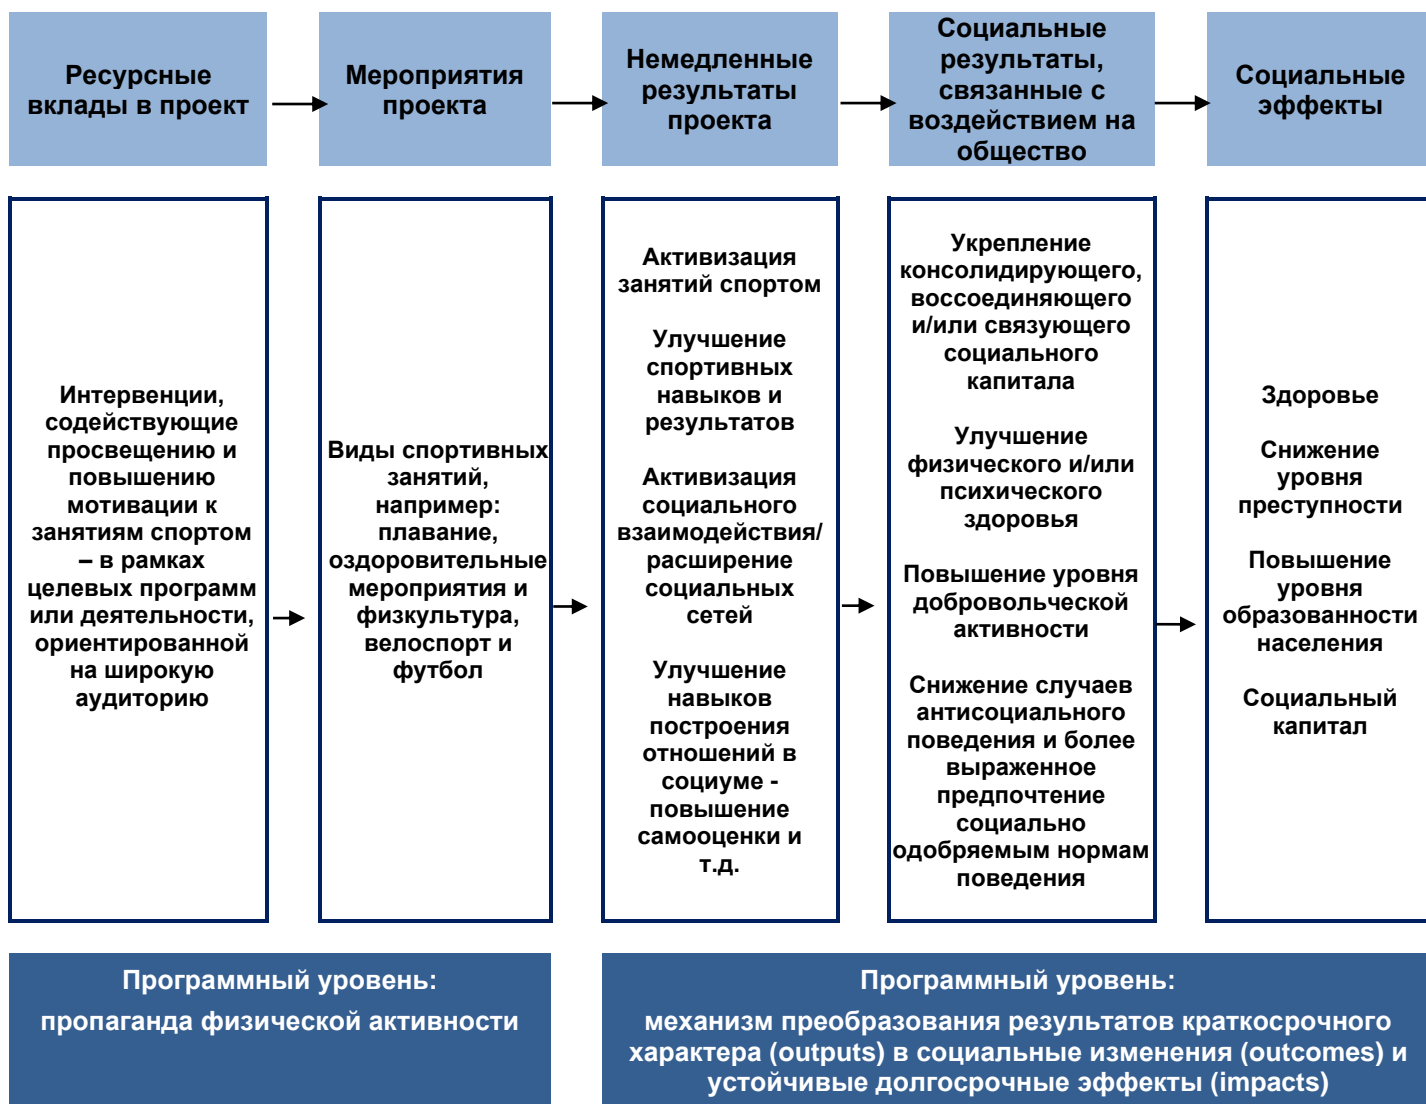 Ресурсные
вклады в проект
Мероприятия
проекта
Немедленные
результаты
проекта
Социальные
результаты,
связанные с
воздействием на
общество
Социальные
эффекты
Интервенции,
содействующие
просвещению и
повышению
мотивации к
занятиям спортом
– в рамках
целевых программ
или деятельности,
ориентированной
на широкую
аудиторию
Виды спортивных
занятий,
например:
плавание,
оздоровительные
мероприятия и
физкультура,
велоспорт и
футбол
Активизация
занятий спортом
Улучшение
спортивных
навыков и
результатов
Активизация
социального
взаимодействия/
расширение
социальных
сетей
Улучшение
навыков
построения
отношений в
социуме -
повышение
самооценки и
т.д.
Укрепление
консолидирующего,
воссоединяющего
и/или связующего
социального
капитала
Улучшение
физического и/или
психического
здоровья
Повышение уровня
добровольческой
активности
Снижение случаев
антисоциального
поведения и более
выраженное
предпочтение
социально
одобряемым нормам
поведения
Здоровье
Снижение
уровня
преступности
Повышение
уровня
образованности
населения
Социальный
капитал
Программный уровень:
пропаганда физической активности
Программный уровень:
механизм преобразования результатов краткосрочного
характера (outputs) в социальные изменения (outcomes) и
устойчивые долгосрочные эффекты (impacts)